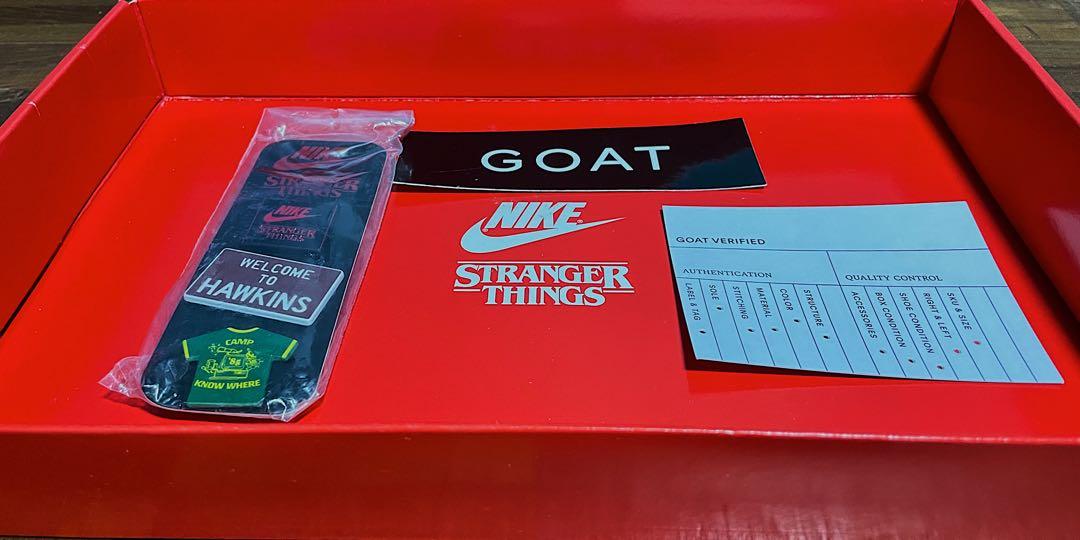 NIKE
STRANGER
THINGS
NIKE
STRANGER
THINGS
WELCOME
TO
HAWKINS
CAMP
'85
KNOW WHERE
GOAT
NIKE
STRANGER
THINGS
GOAT VERIFIED
AUTHENTICATION
LABEL & TAG
SOLE
STITCHING
MATERIAL
COLOR
STRUCTURE
QUALITY CONTROL
ACCESSORIES
BOX CONDITION
SHOE CONDITION
RIGHT & LEFT
SKU & SIZE